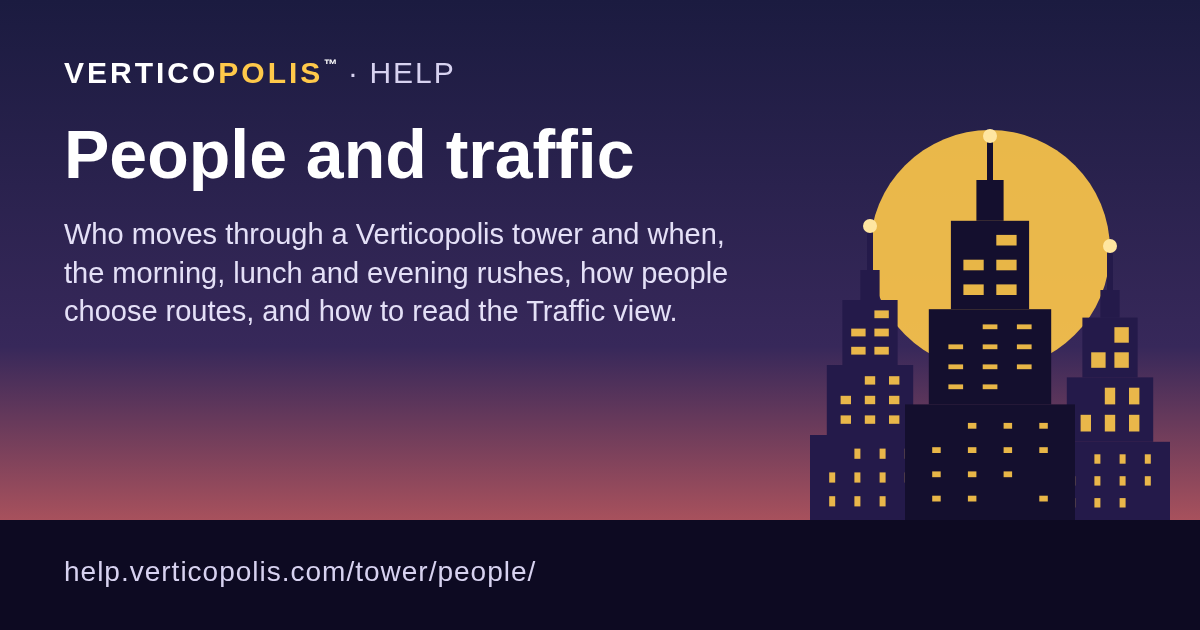 VERTICOPOLIS™ · HELP
People and traffic
Who moves through a Verticopolis tower and when,
the morning, lunch and evening rushes, how people
choose routes, and how to read the Traffic view.
help.verticopolis.com/tower/people/